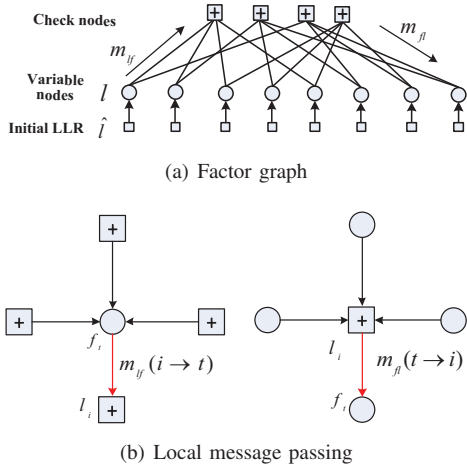 Check nodes + + + +
m_lf m_fl
Variable nodes l
Initial LLR l̂
(a) Factor graph
+
+ f_t + + 
m_lf (i → t) l_i m_fl (t → i)
l_i + f_t
(b) Local message passing